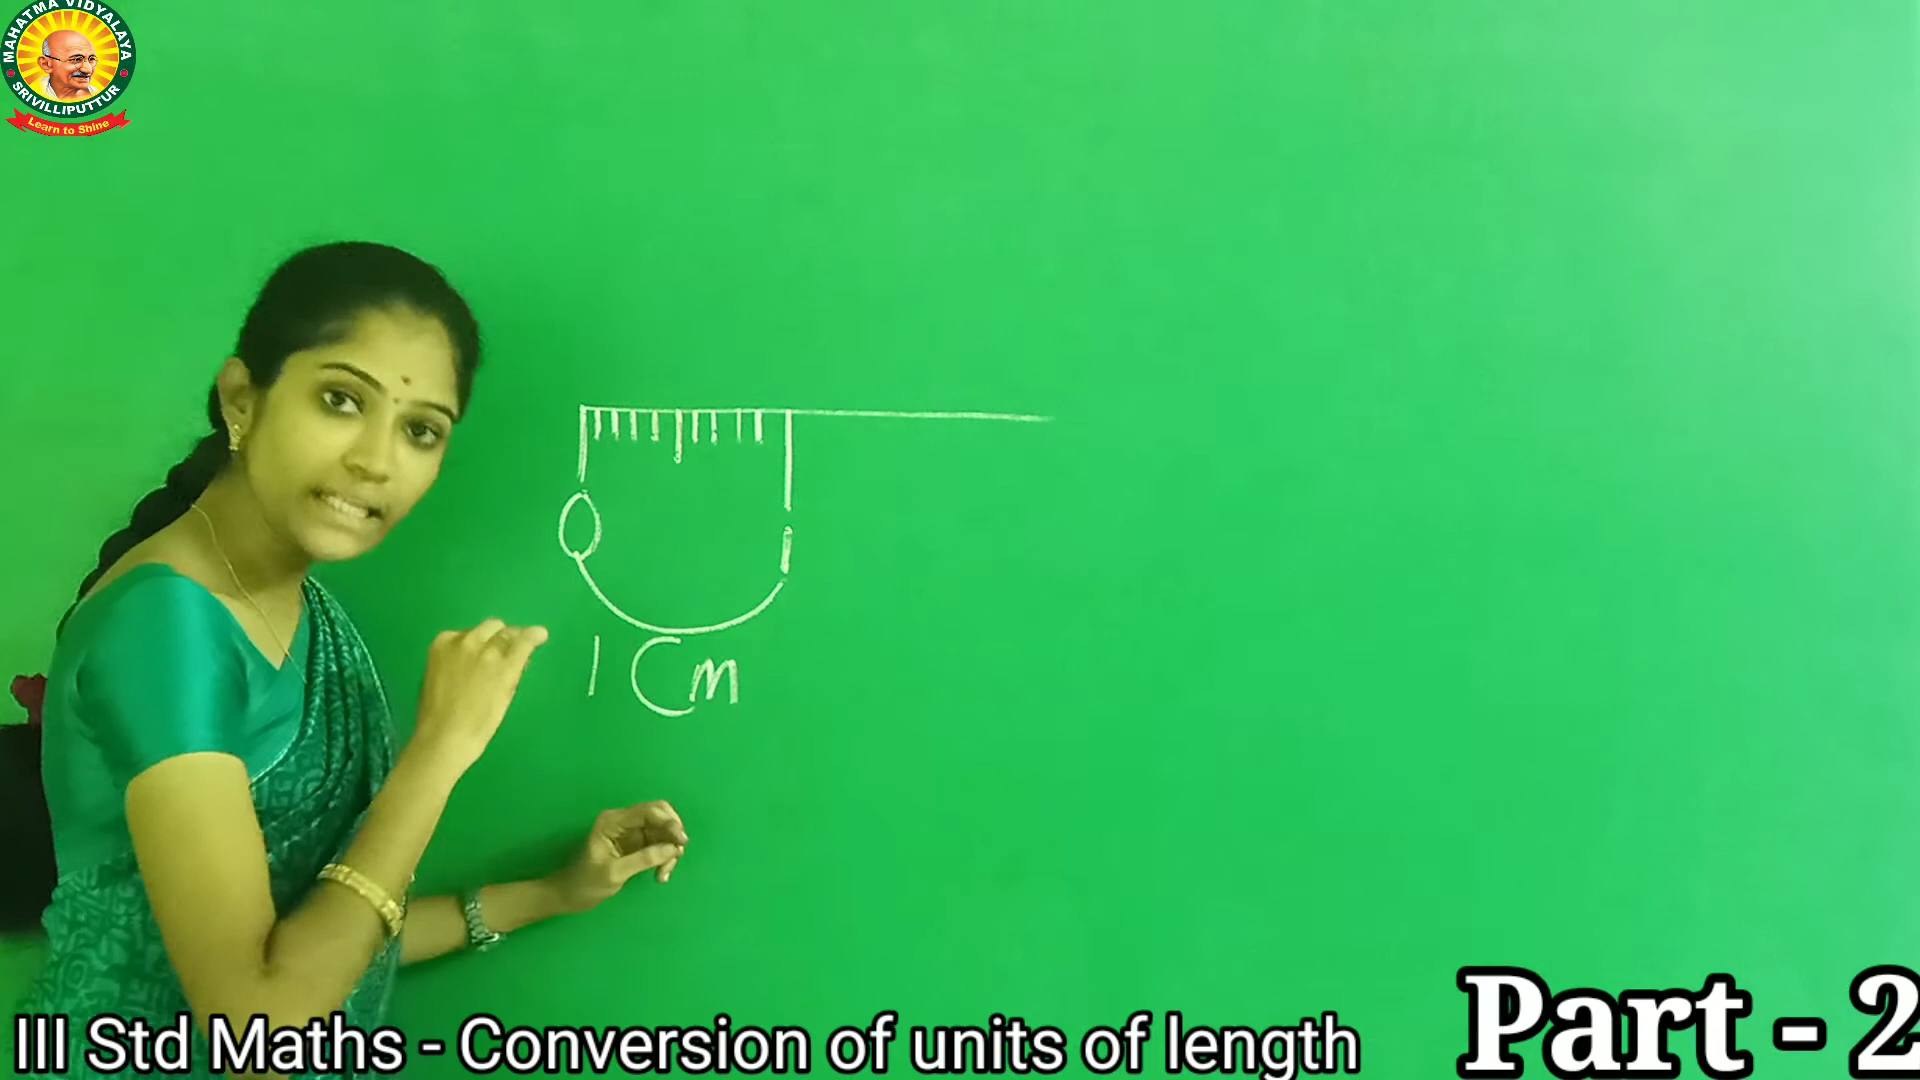 MAHATMA VIDYALAYA
SRIVILLIPUTTUR
Learn to Shine
0 1
1 Cm
III Std Maths - Conversion of units of length
Part - 2